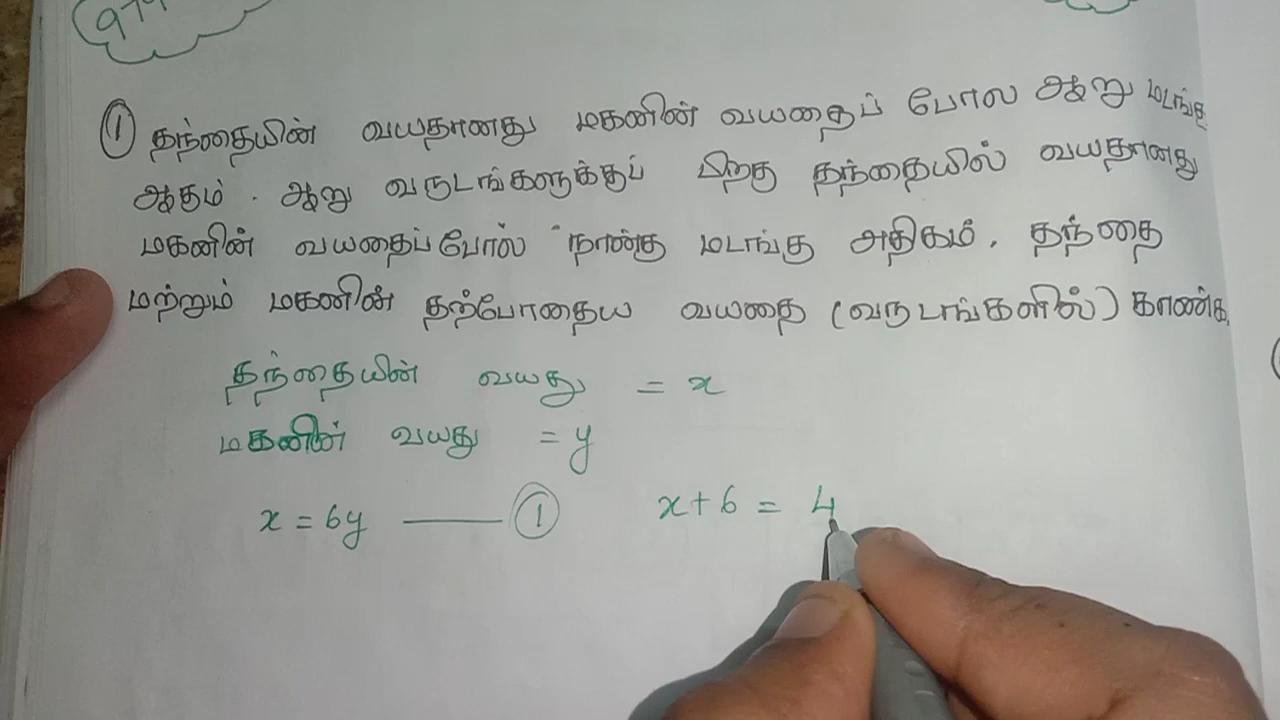 ① தந்தையின் வயதானது மகனின் வயதைப் போல ஆறு மடங்கு
ஆகும். ஆறு வருடங்களுக்குப் பிறகு தந்தையில் வயதானது
மகனின் வயதைப்போல் நான்கு மடங்கு அதிகம். தந்தை
மற்றும் மகனின் தற்போதைய வயதை (வருடாங்களில்) காண்க.
தந்தையின் வயது = x
மகனின் வயது = y
x = 6y —— ① x + 6 = 4